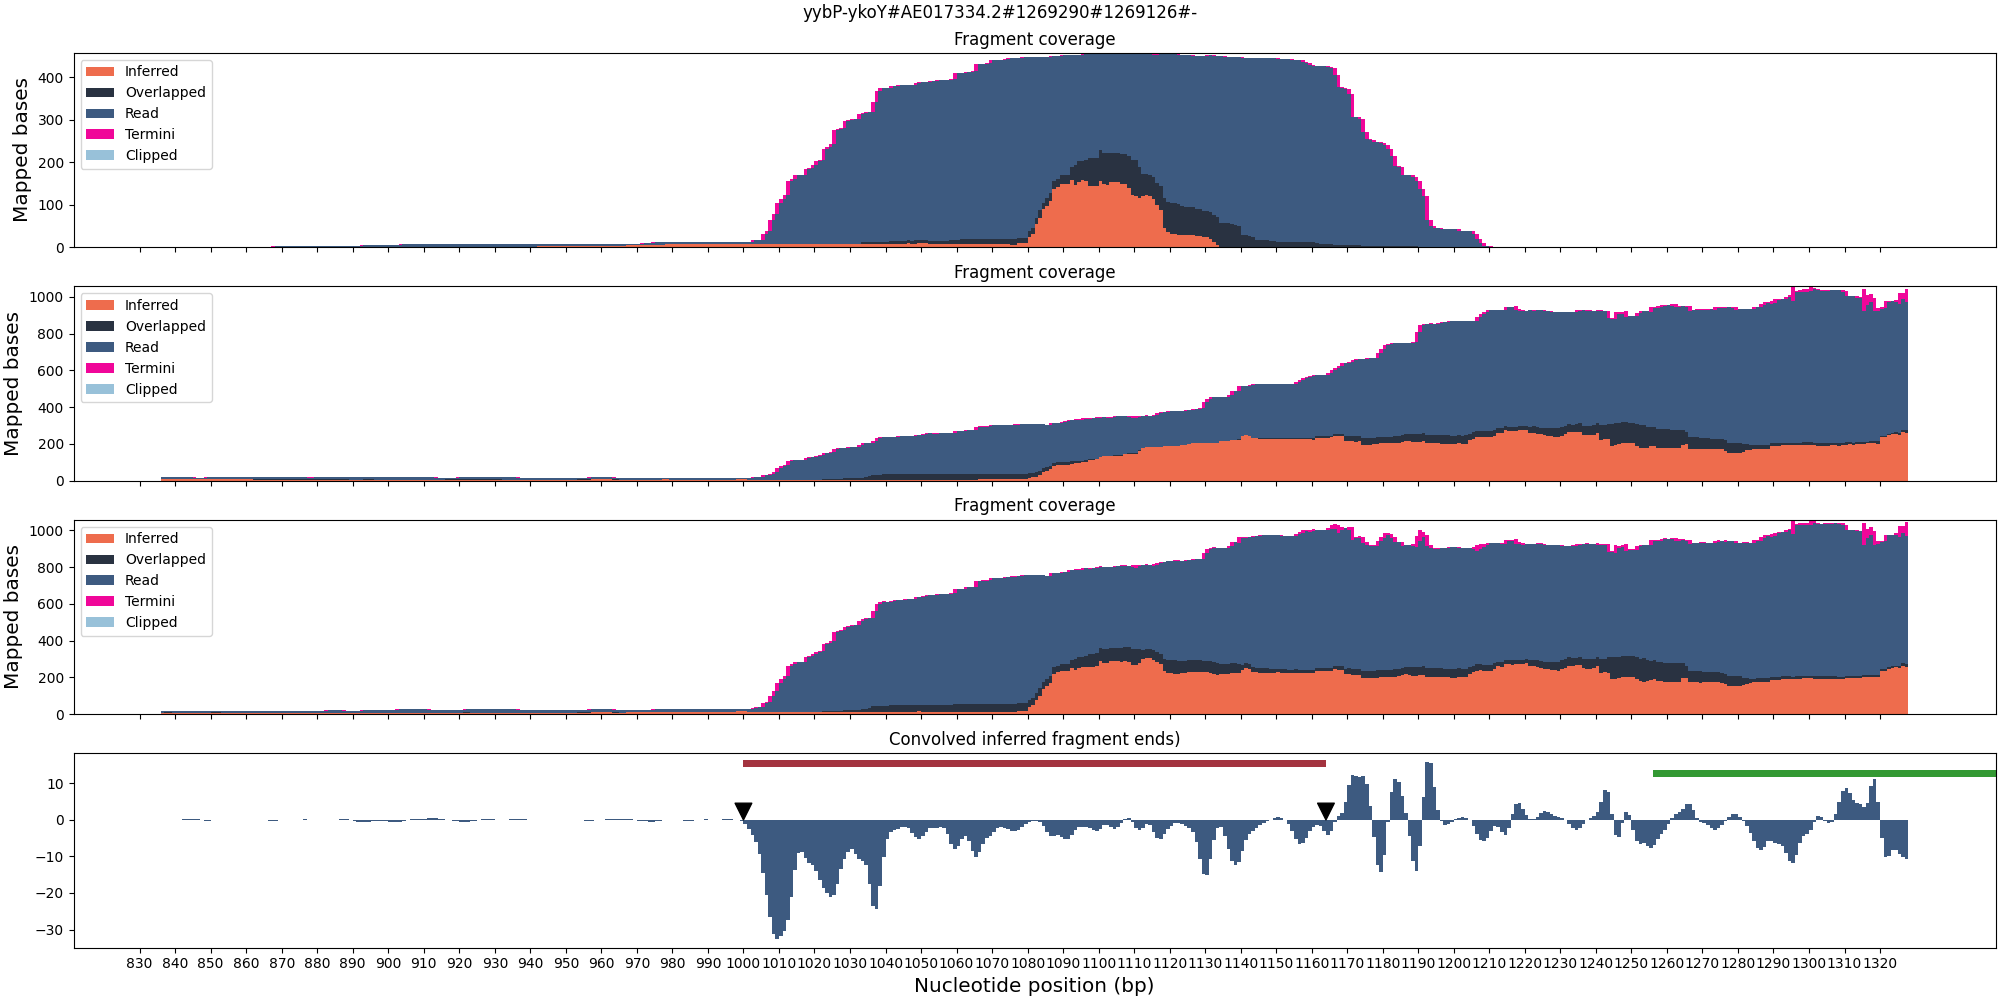 yybP-ykoY#AE017334.2#1269290#1269126#-
Fragment coverage
Mapped bases
400
300
200
100
0
Inferred
Overlapped
Read
Termini
Clipped
Fragment coverage
Mapped bases
1000
800
600
400
200
0
Inferred
Overlapped
Read
Termini
Clipped
Fragment coverage
Mapped bases
1000
800
600
400
200
0
Inferred
Overlapped
Read
Termini
Clipped
Convolved inferred fragment ends)
10
0
−10
−20
−30
830 840 850 860 870 880 890 900 910 920 930 940 950 960 970 980 990 1000 1010 1020 1030 1040 1050 1060 1070 1080 1090 1100 1110 1120 1130 1140 1150 1160 1170 1180 1190 1200 1210 1220 1230 1240 1250 1260 1270 1280 1290 1300 1310 1320
Nucleotide position (bp)